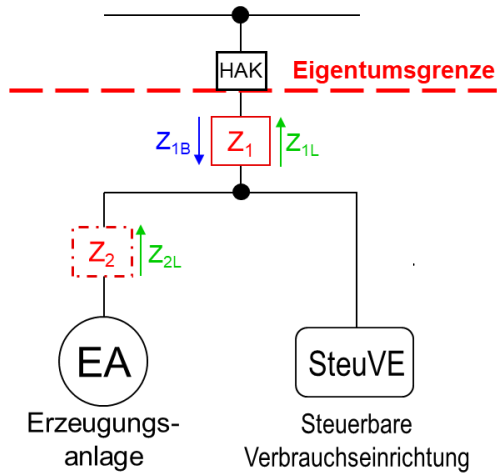 HAK
Eigentumsgrenze
Z1B
Z1
Z1L
Z2
Z2L
EA
SteuVE
Erzeugungs-
anlage
Steuerbare
Verbrauchseinrichtung